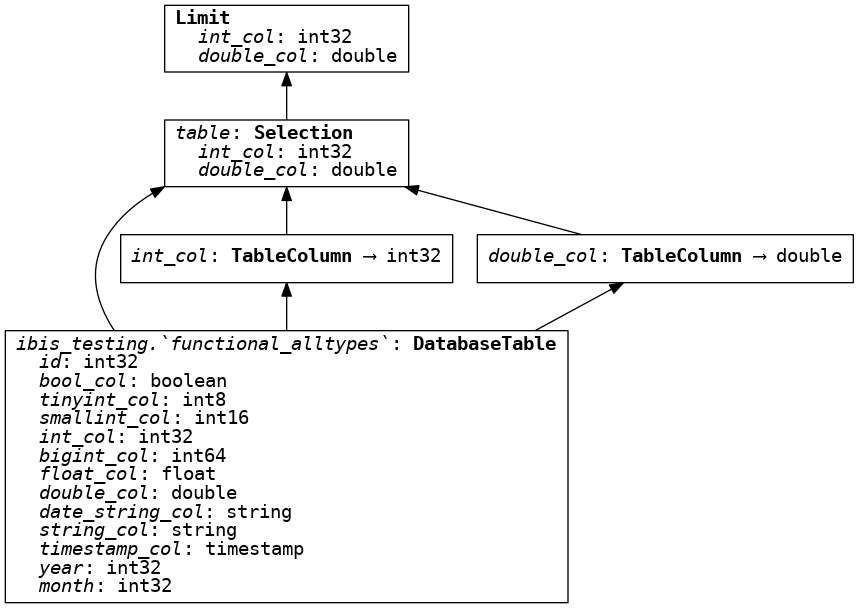 Limit
int_col: int32
double_col: double
table: Selection
int_col: int32
double_col: double
int_col: TableColumn → int32
double_col: TableColumn → double
ibis_testing.`functional_alltypes`: DatabaseTable
id: int32
bool_col: boolean
tinyint_col: int8
smallint_col: int16
int_col: int32
bigint_col: int64
float_col: float
double_col: double
date_string_col: string
string_col: string
timestamp_col: timestamp
year: int32
month: int32